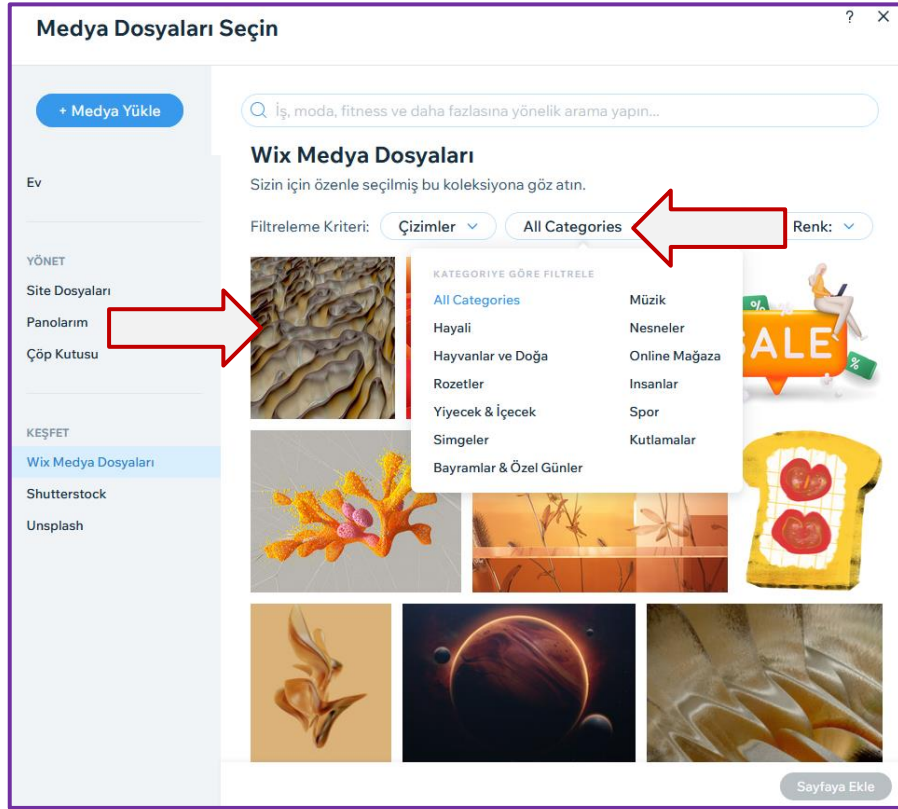 Medya Dosyaları Seçin
?
+ Medya Yükle
İş, moda, fitness ve daha fazlasına yönelik arama yapın...
Wix Medya Dosyaları
Sizin için özenle seçilmiş bu koleksiyona göz atın.
Filtreleme Kriteri: Çizimler All Categories Renk:
Ev
YÖNET
Site Dosyaları
Panolarım
Çöp Kutusu
KEŞFET
Wix Medya Dosyaları
Shutterstock
Unsplash
KATEGORIYE GÖRE FILTRELE
All Categories
Hayali
Hayvanlar ve Doğa
Rozetler
Yiyecek & İçecek
Simgeler
Bayramlar & Özel Günler
Müzik
Nesneler
Online Mağaza
Insanlar
Spor
Kutlamalar
%
ALE
%
Sayfaya Ekle